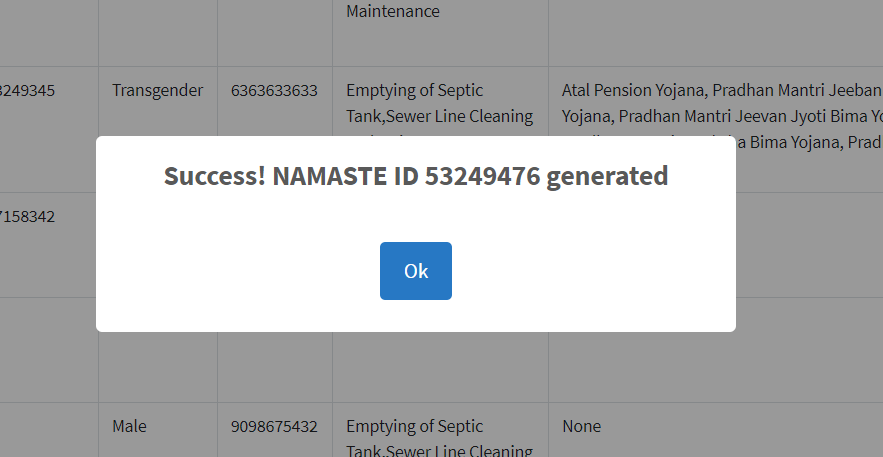 Maintenance
3249345 Transgender 6363633633 Emptying of Septic Atal Pension Yojana, Pradhan Mantri Jeeban
Tank,Sewer Line Cleaning Yojana, Pradhan Mantri Jeevan Jyoti Bima Yo
a Bima Yojana, Prad
Success! NAMASTE ID 53249476 generated
7158342
Ok
Male 9098675432 Emptying of Septic None
Tank,Sewer Line Cleaning